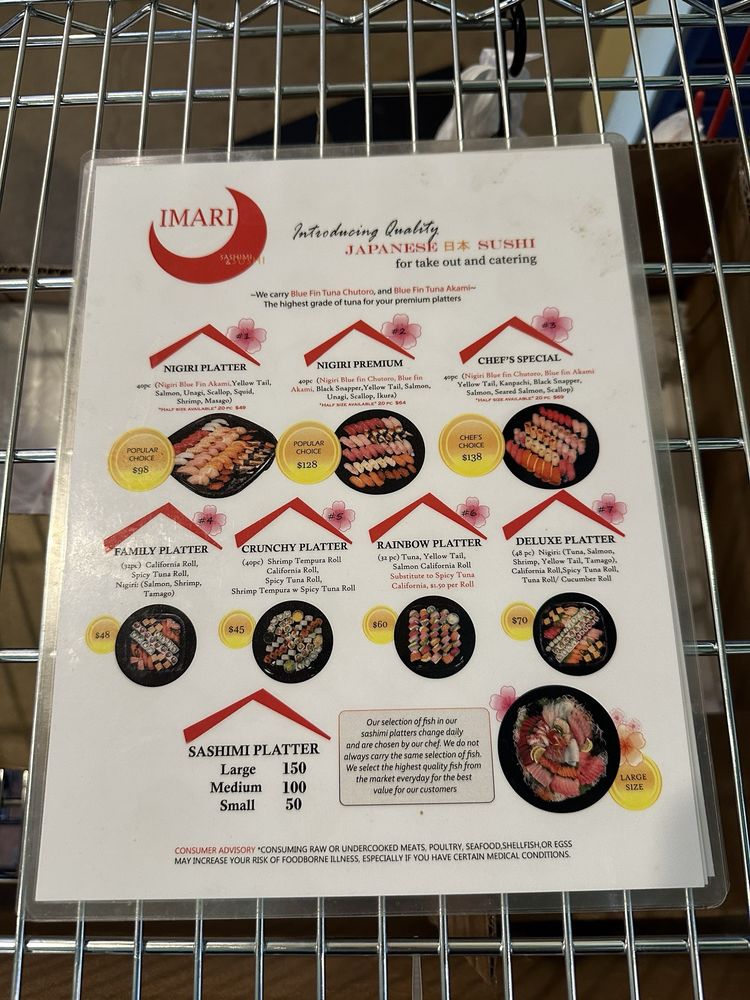 IMARI
SASHIMI
& SUSHI
Introducing Quality
JAPANESE 日本 SUSHI
for take out and catering
~We carry Blue Fin Tuna Chutoro, and Blue Fin Tuna Akami~
The highest grade of tuna for your premium platters
#1
NIGIRI PLATTER
40pc (Nigiri Blue fin Akami,Yellow Tail,
Salmon, Unagi, Scallop, Squid,
Shrimp, Masago)
*HALF SIZE AVAILABLE* 20 PC $49
POPULAR
CHOICE
$98
#2
NIGIRI PREMIUM
40pc (Nigiri Blue fin Chutoro, Blue fin
Akami, Black Snapper,Yellow Tail, Salmon,
Unagi, Scallop, Ikura)
*HALF SIZE AVAILABLE* 20 PC $64
POPULAR
CHOICE
$128
#3
CHEF'S SPECIAL
40pc (Nigiri Blue fin Chutoro, Blue fin Akami
Yellow Tail, Kanpachi, Black Snapper,
Salmon, Seared Salmon, Scallop)
*HALF SIZE AVAILABLE* 20 PC $69
CHEF'S
CHOICE
$138
#4
FAMILY PLATTER
(32pc) California Roll,
Spicy Tuna Roll,
Nigiri: (Salmon, Shrimp,
Tamago)
$48
#5
CRUNCHY PLATTER
(40pc) Shrimp Tempura Roll
California Roll,
Spicy Tuna Roll,
Shrimp Tempura w Spicy Tuna Roll
$45
#6
RAINBOW PLATTER
(32 pc) Tuna, Yellow Tail,
Salmon California Roll
Substitute to Spicy Tuna
California, $1.50 per Roll
$60
#7
DELUXE PLATTER
(48 pc) Nigiri: (Tuna, Salmon,
Shrimp, Yellow Tail, Tamago),
California Roll,Spicy Tuna Roll,
Tuna Roll/ Cucumber Roll
$70
SASHIMI PLATTER
Large 150
Medium 100
Small 50
Our selection of fish in our
sashimi platters change daily
and are chosen by our chef. We do not
always carry the same selection of fish.
We select the highest quality fish from
the market everyday for the best
value for our customers
LARGE
SIZE
CONSUMER ADVISORY *CONSUMING RAW OR UNDERCOOKED MEATS, POULTRY, SEAFOOD,SHELLFISH,OR EGSS
MAY INCREASE YOUR RISK OF FOODBORNE ILLNESS, ESPECIALLY IF YOU HAVE CERTAIN MEDICAL CONDITIONS.